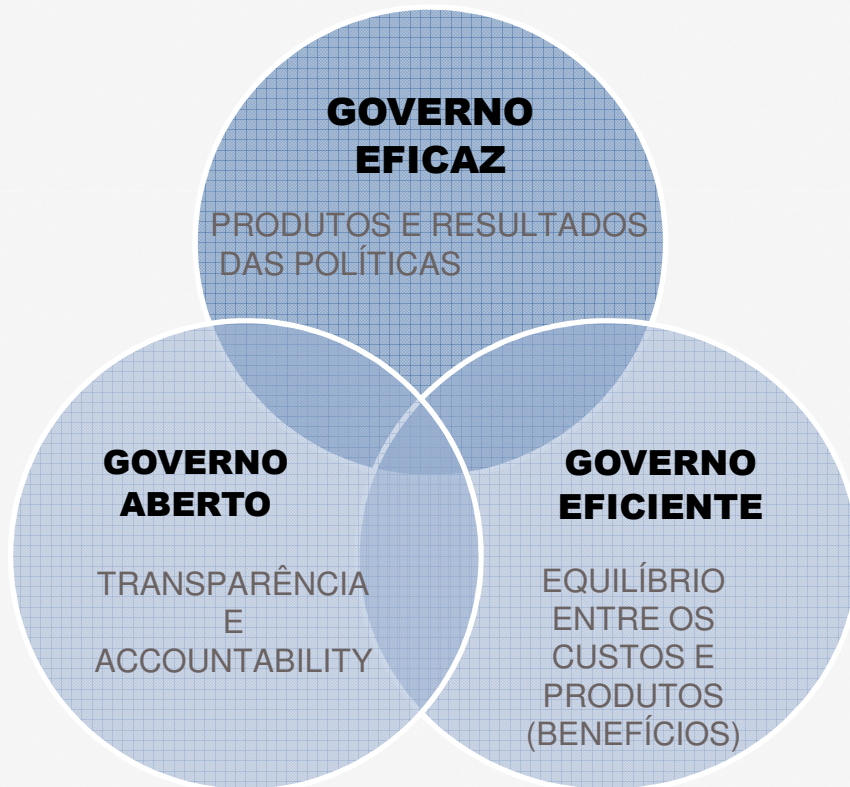 GOVERNO
EFICAZ
PRODUTOS E RESULTADOS
DAS POLÍTICAS
GOVERNO
ABERTO
TRANSPARÊNCIA
E
ACCOUNTABILITY
GOVERNO
EFICIENTE
EQUILÍBRIO
ENTRE OS
CUSTOS E
PRODUTOS
(BENEFÍCIOS)